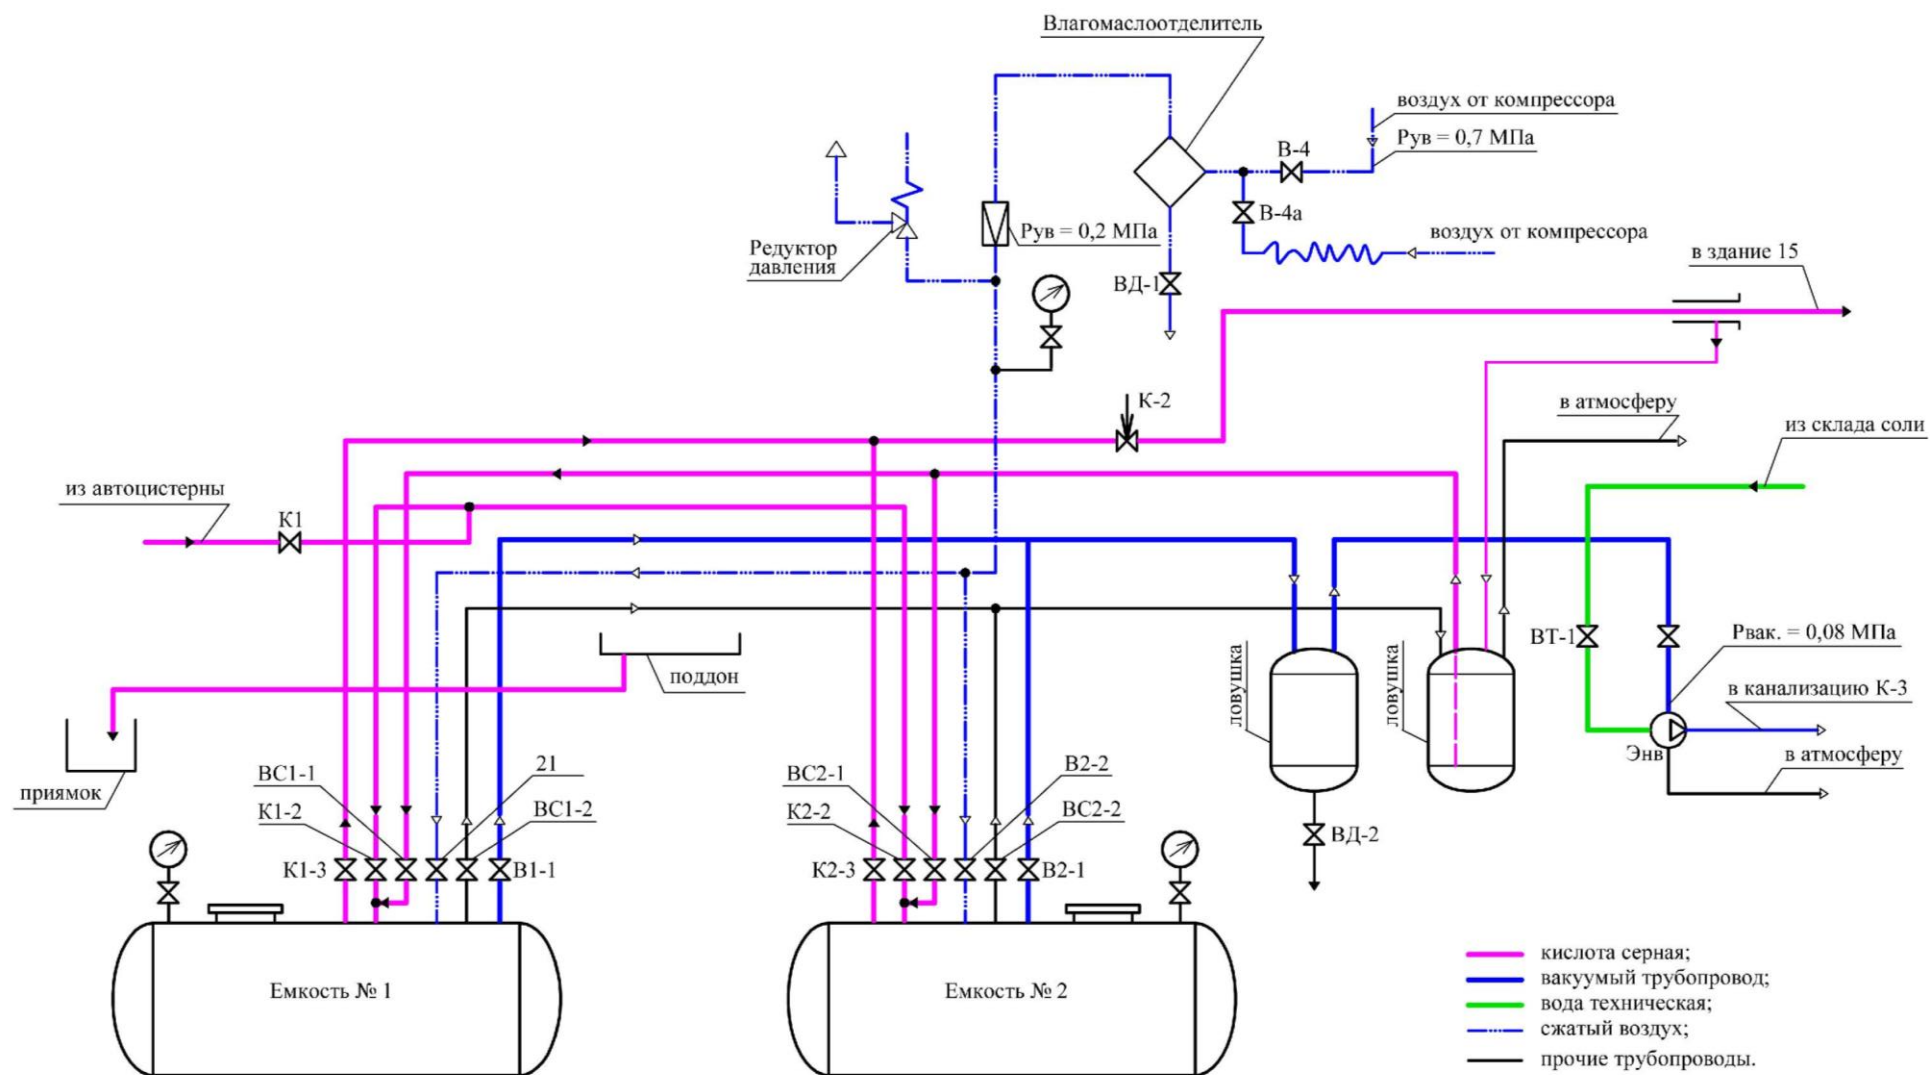 Влагомаслоотделитель
воздух от компрессора
Рув = 0,7 МПа
В-4
В-4а
воздух от компрессора
Рув = 0,2 МПа
Редуктор
давления
ВД-1
в здание 15
К-2
в атмосферу
из склада соли
из автоцистерны
К1
ВТ-1
Рвак. = 0,08 МПа
поддон
ловушка
ловушка
в канализацию К-3
Энв
в атмосферу
приямок
ВС1-1
21
ВС2-1
В2-2
К1-2
ВС1-2
К2-2
ВС2-2
ВД-2
К1-3
В1-1
К2-3
В2-1
Емкость № 1
Емкость № 2
кислота серная;
вакуумый трубопровод;
вода техническая;
сжатый воздух;
прочие трубопроводы.